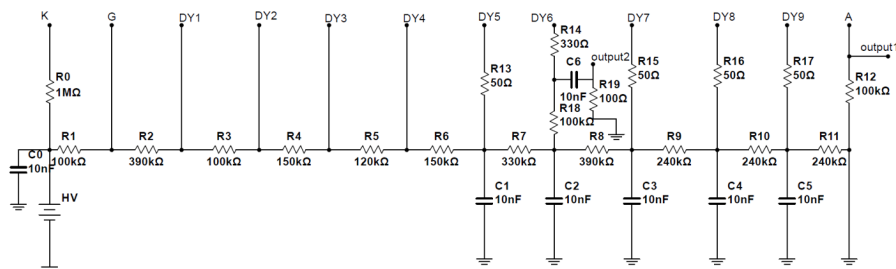 K G DY1 DY2 DY3 DY4 DY5 DY6 DY7 DY8 DY9 A
R14
330Ω
output1
output2
R0
1MΩ
R13
50Ω
C6
10nF
R19
100Ω
R15
50Ω
R16
50Ω
R17
50Ω
R12
100kΩ
R18
100kΩ
R1
100kΩ
R2
390kΩ
R3
100kΩ
R4
150kΩ
R5
120kΩ
R6
150kΩ
R7
330kΩ
R8
390kΩ
R9
240kΩ
R10
240kΩ
R11
240kΩ
C0
10nF
HV
C1
10nF
C2
10nF
C3
10nF
C4
10nF
C5
10nF